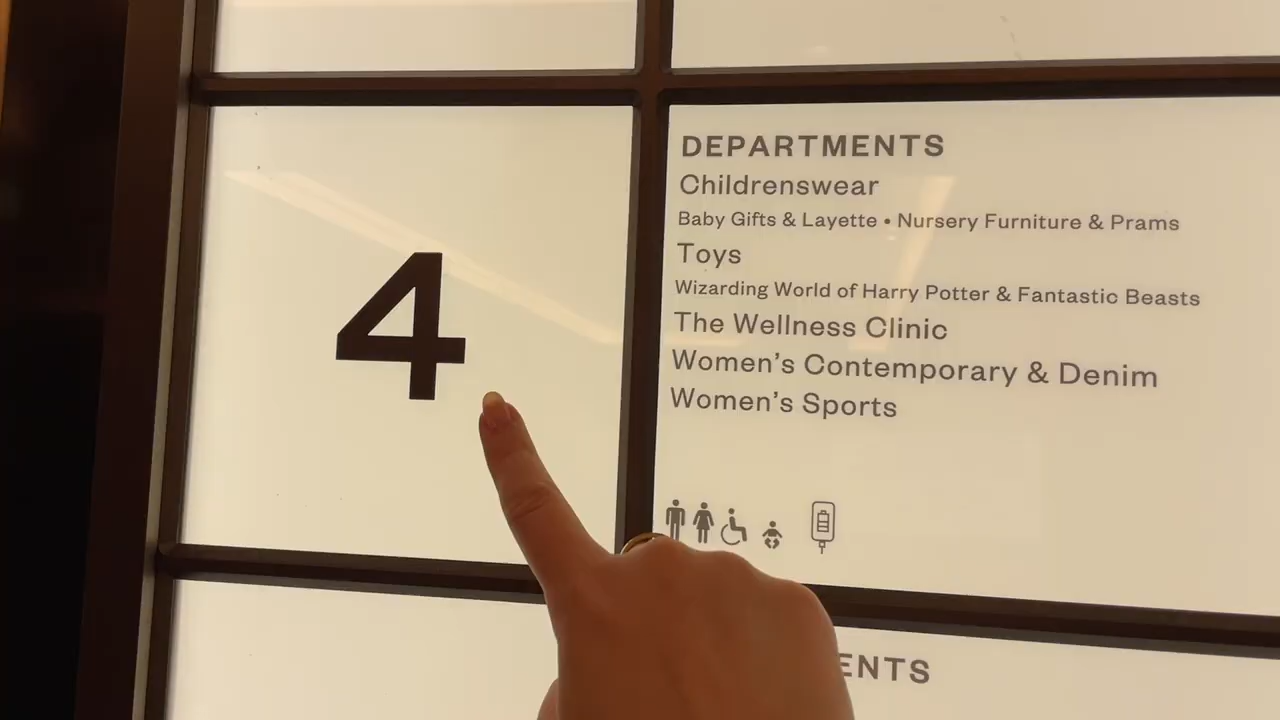 4
DEPARTMENTS
Childrenswear
Baby Gifts & Layette • Nursery Furniture & Prams
Toys
Wizarding World of Harry Potter & Fantastic Beasts
The Wellness Clinic
Women's Contemporary & Denim
Women's Sports